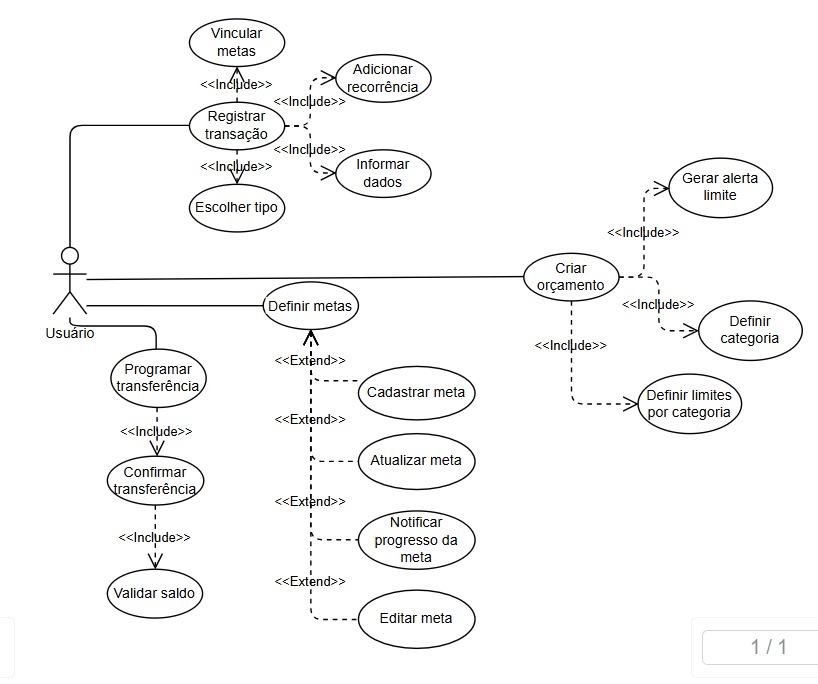 Vincular
metas
<<Include>>
Adicionar
recorrência
<<Include>>
Registrar
transação
<<Include>>
<<Include>>
Informar
dados
Escolher tipo
Gerar alerta
limite
<<Include>>
Criar
orçamento
<<Include>>
Definir
categoria
<<Include>>
Definir limites
por categoria
Usuário
Definir metas
Programar
transferência
<<Include>>
Confirmar
transferência
<<Include>>
Validar saldo
<<Extend>>
Cadastrar meta
<<Extend>>
Atualizar meta
<<Extend>>
Notificar
progresso da
meta
<<Extend>>
Editar meta
1 / 1